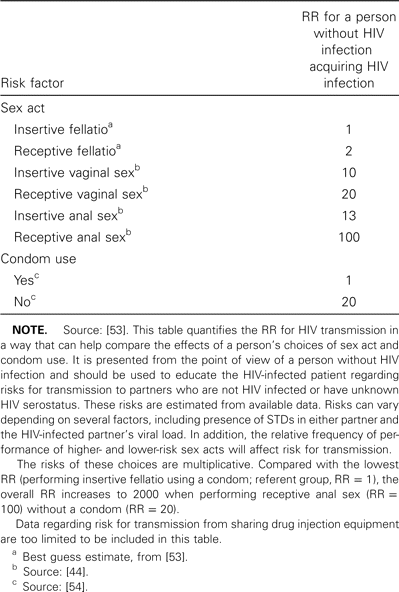 RR for a person
without HIV
infection
acquiring HIV
Risk factor infection
Sex act
Insertive fellatioᵃ 1
Receptive fellatioᵃ 2
Insertive vaginal sexᵇ 10
Receptive vaginal sexᵇ 20
Insertive anal sexᵇ 13
Receptive anal sexᵇ 100
Condom use
Yesᶜ 1
Noᶜ 20
NOTE. Source: [53]. This table quantifies the RR for HIV transmission in
a way that can help compare the effects of a person's choices of sex act and
condom use. It is presented from the point of view of a person without HIV
infection and should be used to educate the HIV-infected patient regarding
risks for transmission to partners who are not HIV infected or have unknown
HIV serostatus. These risks are estimated from available data. Risks can vary
depending on several factors, including presence of STDs in either partner and
the HIV-infected partner's viral load. In addition, the relative frequency of per-
formance of higher- and lower-risk sex acts will affect risk for transmission.
The risks of these choices are multiplicative. Compared with the lowest
RR (performing insertive fellatio using a condom; referent group, RR = 1), the
overall RR increases to 2000 when performing receptive anal sex (RR =
100) without a condom (RR = 20).
Data regarding risk for transmission from sharing drug injection equipment
are too limited to be included in this table.
ᵃ Best guess estimate, from [53].
ᵇ Source: [44].
ᶜ Source: [54].